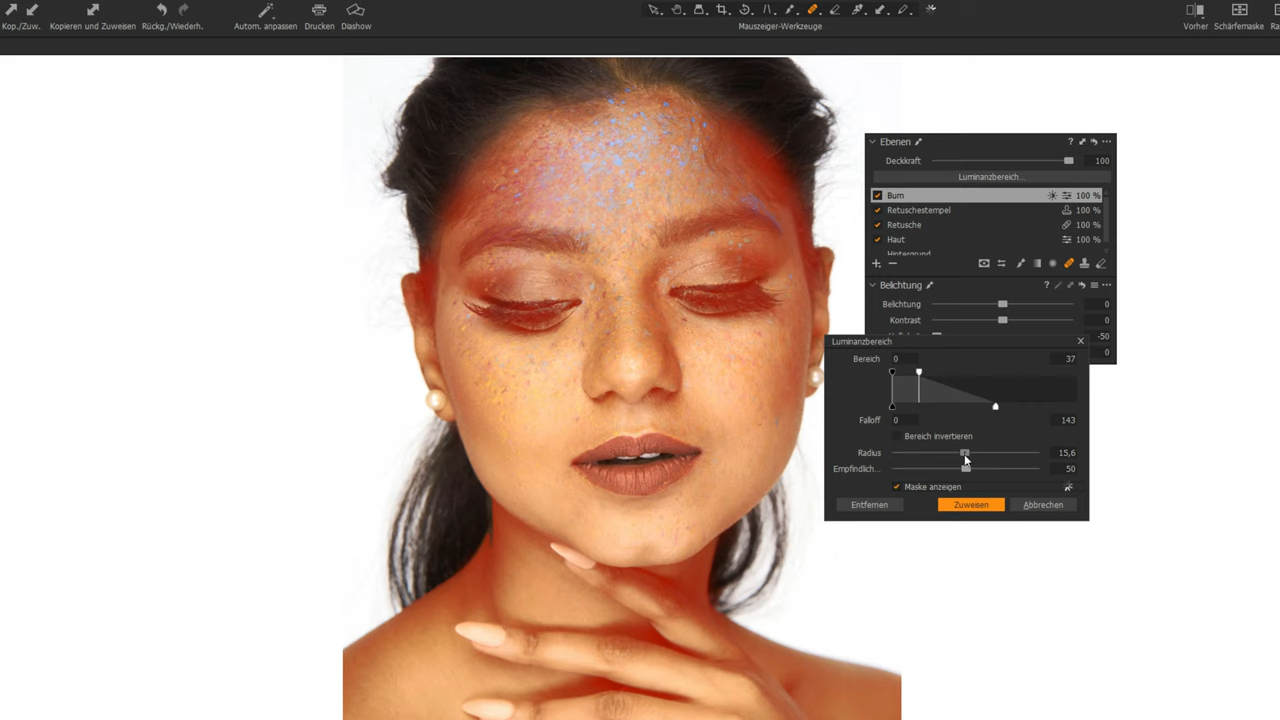 Kop./Zuw.
Kopieren und Zuweisen
Rückg./Wiederh.
Autom. anpassen
Drucken
Diashow
Mauszeiger-Werkzeuge
Vorher
Schärfemaske
Ebenen
?
Deckkraft 100
Luminanzbereich...
Burn 100 %
Retuschestempel 100 %
Retusche 100 %
Haut 100 %
Belichtung
?
Belichtung 0
Kontrast 0
-50
0
Luminanzbereich
Bereich 0 37
Falloff 0 143
Bereich invertieren
Radius 15,6
Empfindlich... 50
Maske anzeigen
Entfernen
Zuweisen
Abbrechen